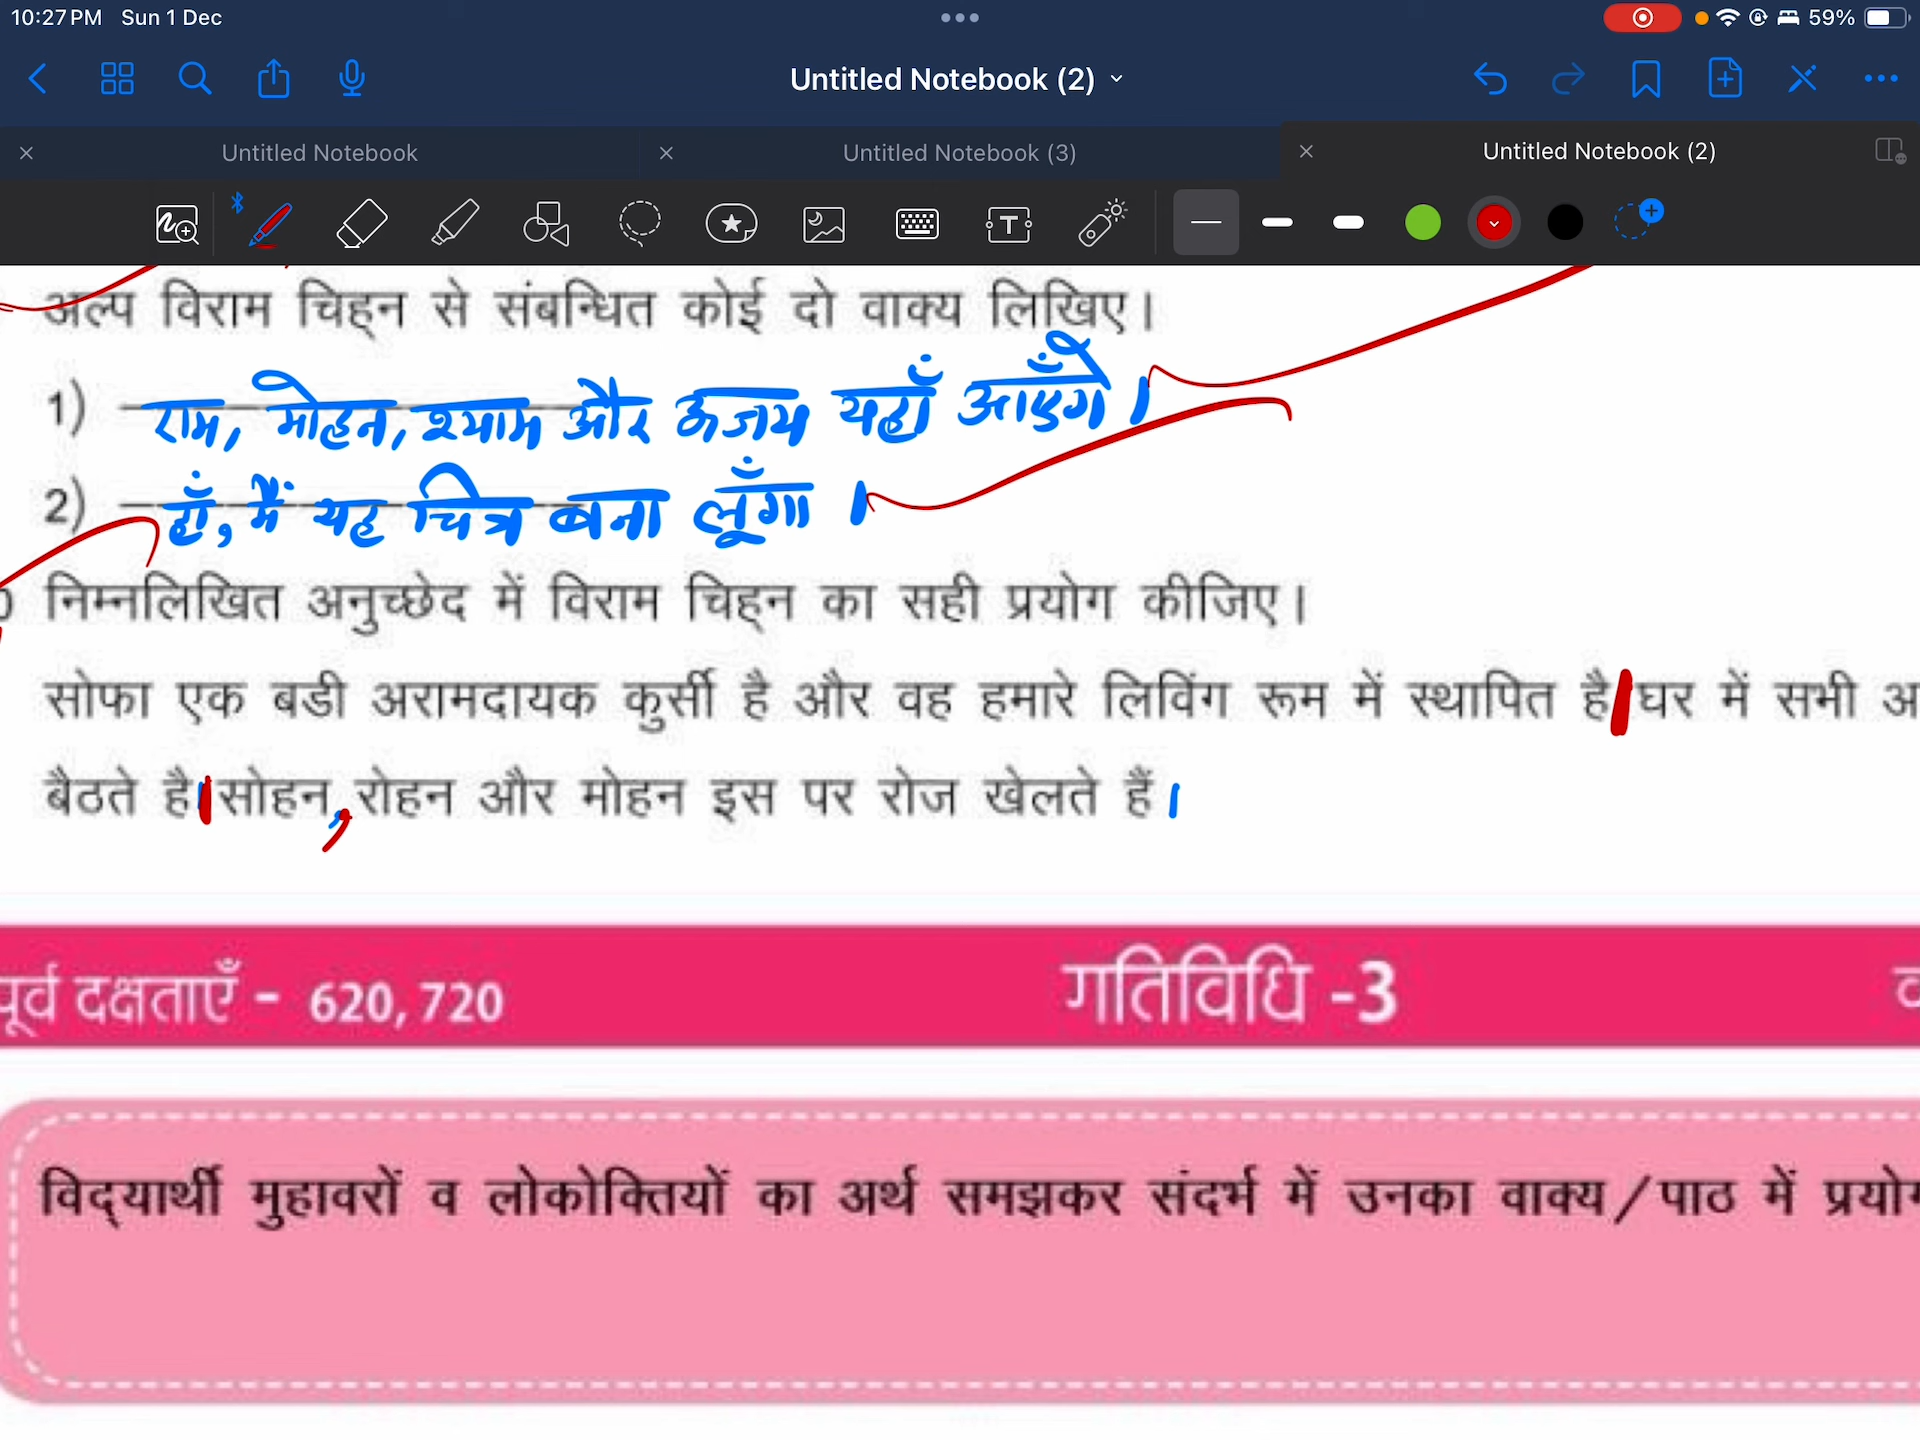 10:27 PM Sun 1 Dec 59%
Untitled Notebook (2)
Untitled Notebook Untitled Notebook (3) Untitled Notebook (2)
अल्प विराम चिह्न से संबन्धित कोई दो वाक्य लिखिए।
1) राम, मोहन, श्याम और अजय यहाँ आएँगे।
2) हाँ, मैं यह चित्र बना लूँगा।
निम्नलिखित अनुच्छेद में विराम चिह्न का सही प्रयोग कीजिए।
सोफा एक बडी अरामदायक कुर्सी है और वह हमारे लिविंग रूम में स्थापित है। घर में सभी
बैठते है। सोहन, रोहन और मोहन इस पर रोज खेलते हैं।
पूर्व दक्षताएँ - 620, 720 गतिविधि -3
विद्यार्थी मुहावरों व लोकोक्तियों का अर्थ समझकर संदर्भ में उनका वाक्य/पाठ में